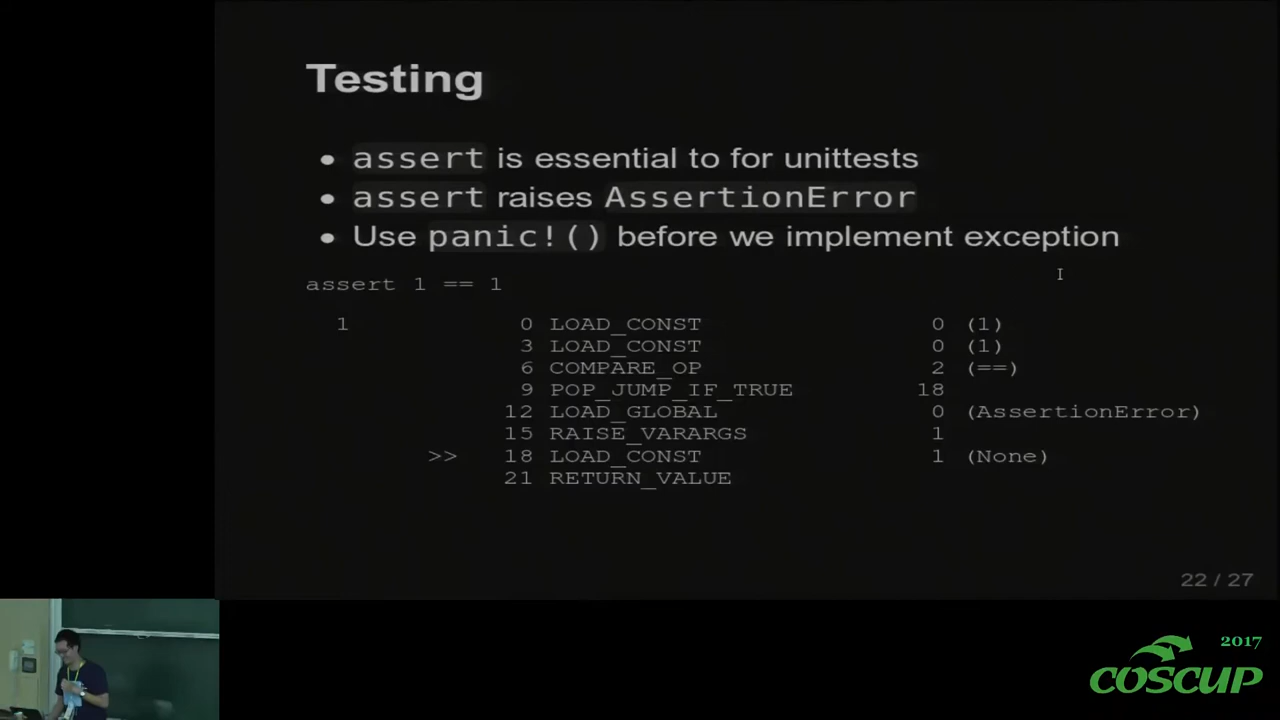 Testing
• assert is essential to for unittests
• assert raises AssertionError
• Use panic!() before we implement exception
assert 1 == 1
1 0 LOAD_CONST 0 (1)
3 LOAD_CONST 0 (1)
6 COMPARE_OP 2 (==)
9 POP_JUMP_IF_TRUE 18
12 LOAD_GLOBAL 0 (AssertionError)
15 RAISE_VARARGS 1
>> 18 LOAD_CONST 1 (None)
21 RETURN_VALUE
22 / 27
2017
COSCUP